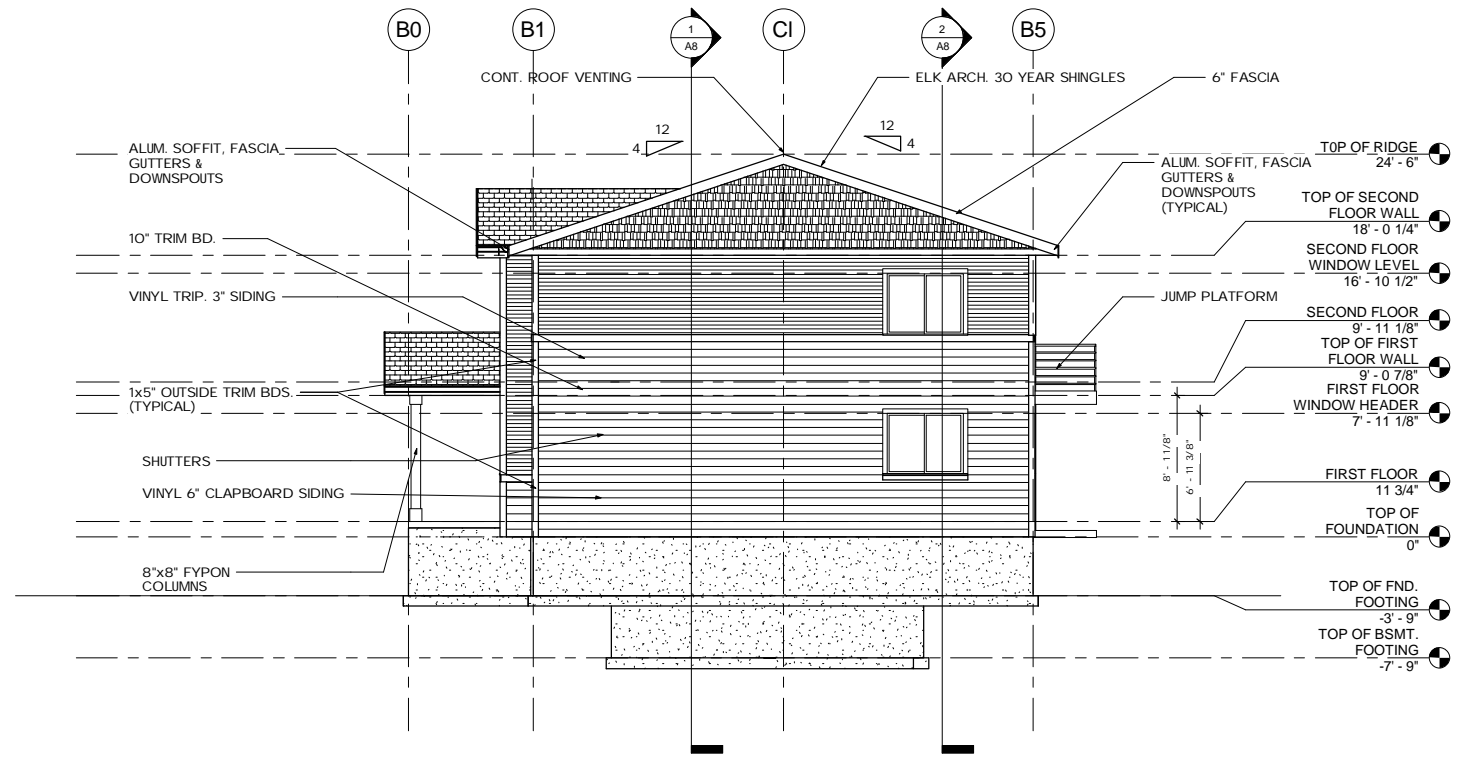 B0
B1
1
A8
CI
2
A8
B5
CONT. ROOF VENTING
ELK ARCH. 30 YEAR SHINGLES
6" FASCIA
12
4
12
4
ALUM. SOFFIT, FASCIA
GUTTERS &
DOWNSPOUTS
TOP OF RIDGE
24' - 6"
ALUM. SOFFIT, FASCIA
GUTTERS &
DOWNSPOUTS
(TYPICAL)
TOP OF SECOND
FLOOR WALL
18' - 0 1/4"
10" TRIM BD.
SECOND FLOOR
WINDOW LEVEL
16' - 10 1/2"
VINYL TRIP. 3" SIDING
JUMP PLATFORM
SECOND FLOOR
9' - 11 1/8"
TOP OF FIRST
FLOOR WALL
9' - 0 7/8"
1x5" OUTSIDE TRIM BDS.
(TYPICAL)
FIRST FLOOR
WINDOW HEADER
7' - 11 1/8"
8' - 1 1/8"
6' - 11 3/8"
SHUTTERS
VINYL 6" CLAPBOARD SIDING
FIRST FLOOR
11 3/4"
TOP OF
FOUNDATION
0"
8"x8" FYPON
COLUMNS
TOP OF FND.
FOOTING
-3' - 9"
TOP OF BSMT.
FOOTING
-7' - 9"